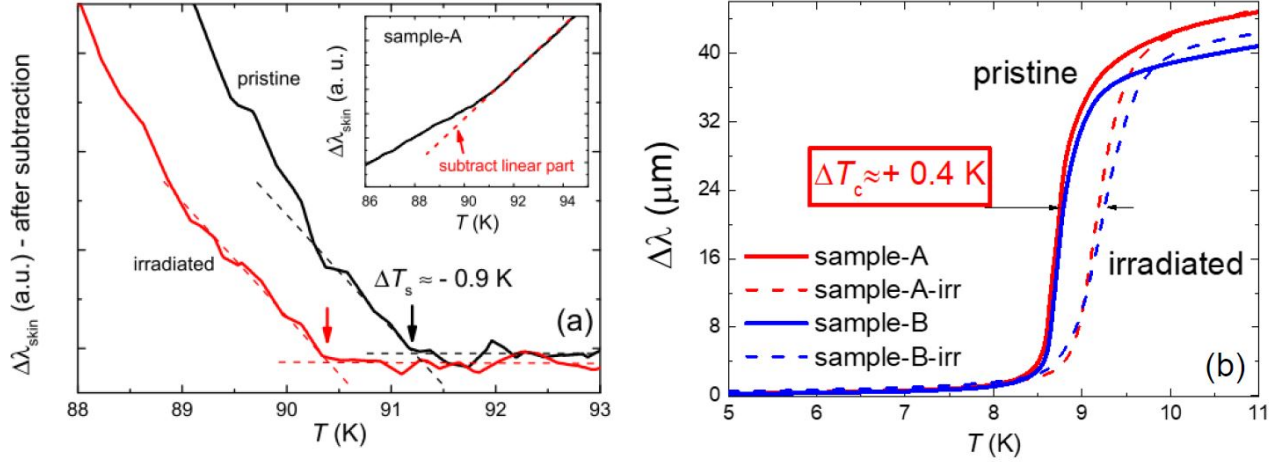 Δλskin (a.u.) - after subtraction
sample-A
Δλskin (a. u.)
subtract linear part
86 88 90 92 94
T (K)
pristine
irradiated
ΔTs ≈ - 0.9 K
(a)
88 89 90 91 92 93
T (K)
Δλ (μm)
40
36
24
16
4
0
pristine
ΔTc≈+ 0.4 K
sample-A
sample-A-irr
sample-B
sample-B-irr
irradiated
(b)
5 6 7 8 9 10 11
T (K)